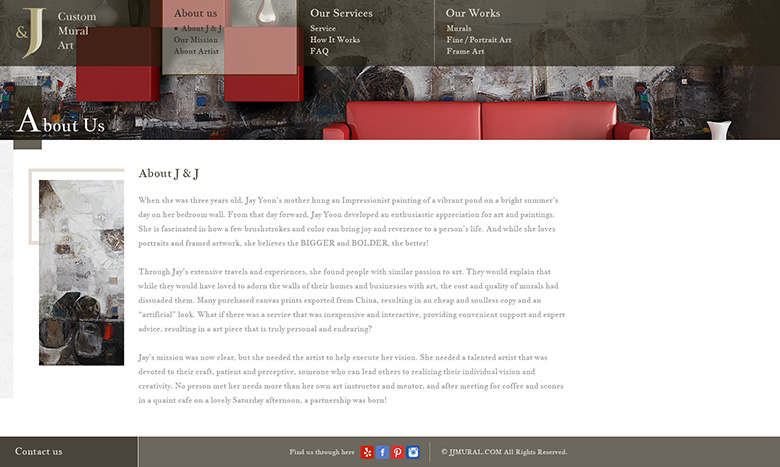 & J
Custom
Mural
Art
About us
About J & J
Our Mission
About Artist
Our Services
Service
How It Works
FAQ
Our Works
Murals
Fine / Portrait Art
Frame Art
About Us
About J & J
When she was three years old, Jay Yoon's mother hung an Impressionist painting of a vibrant pond on a bright summer's
day on her bedroom wall. From that day forward, Jay Yoon developed an enthusiastic appreciation for art and paintings.
She is fascinated in how a few brushstrokes and color can bring joy and reverence to a person's life. And while she loves
portraits and framed artwork, she believes the BIGGER and BOLDER, the better!
Through Jay's extensive travels and experiences, she found people with similar passion to art. They would explain that
while they would have loved to adorn the walls of their homes and businesses with art, the cost and quality of murals had
dissuaded them. Many purchased canvas prints exported from China, resulting in an cheap and soulless copy and an
"artificial" look. What if there was a service that was inexpensive and interactive, providing convenient support and expert
advice, resulting in a art piece that is truly personal and endearing?
Jay's mission was now clear, but she needed the artist to help execute her vision. She needed a talented artist that was
devoted to their craft, patient and perceptive, someone who can lead others to realizing their individual vision and
creativity. No person met her needs more than her own art instructor and mentor, and after meeting for coffee and scones
in a quaint cafe on a lovely Saturday afternoon, a partnership was born!
Contact us
Find us through here
© JJMURAL.COM All Rights Reserved.